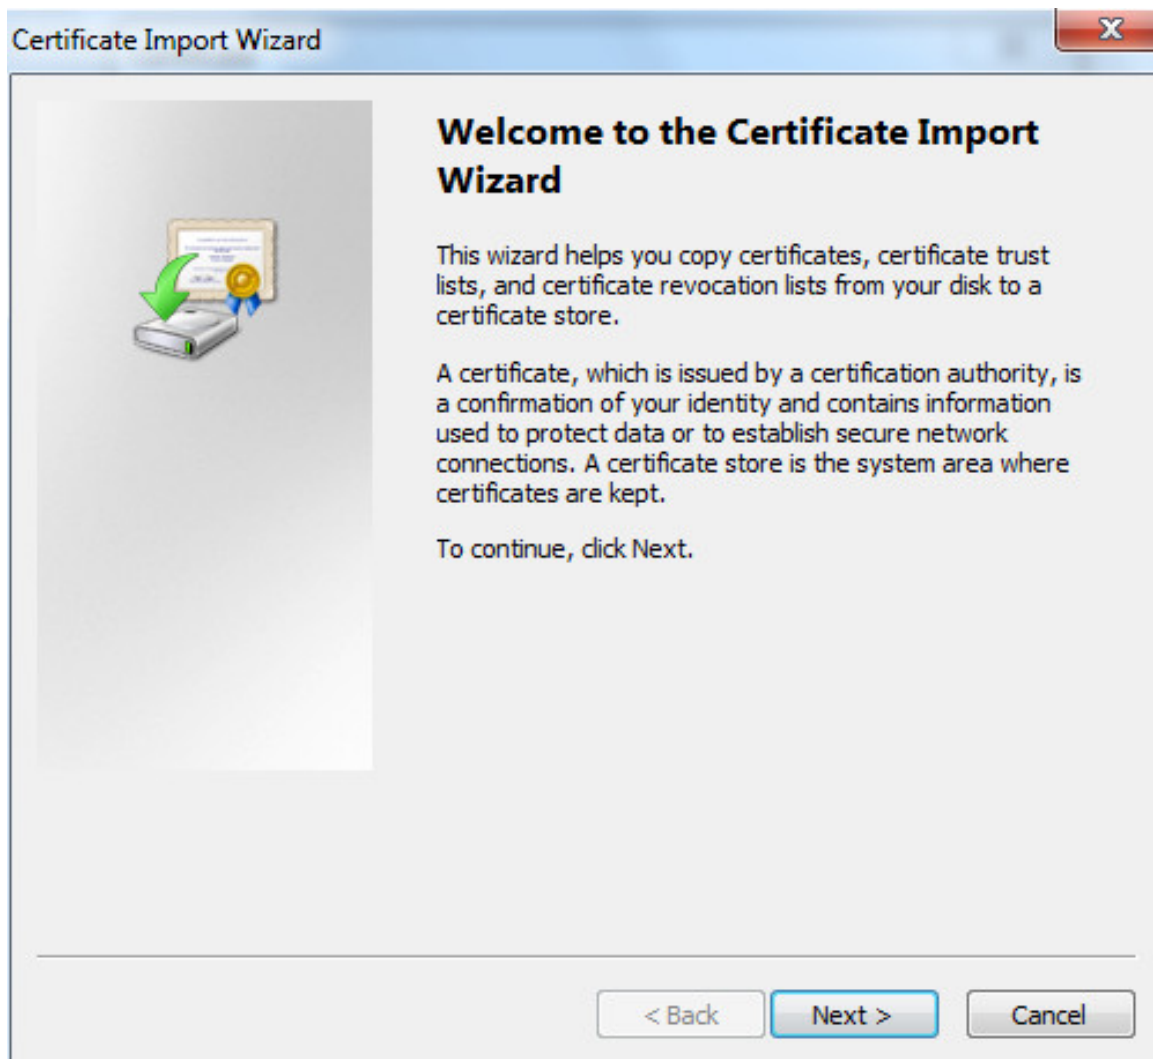 Certificate Import Wizard
X
Welcome to the Certificate Import
Wizard
This wizard helps you copy certificates, certificate trust
lists, and certificate revocation lists from your disk to a
certificate store.
A certificate, which is issued by a certification authority, is
a confirmation of your identity and contains information
used to protect data or to establish secure network
connections. A certificate store is the system area where
certificates are kept.
To continue, click Next.
< Back
Next >
Cancel